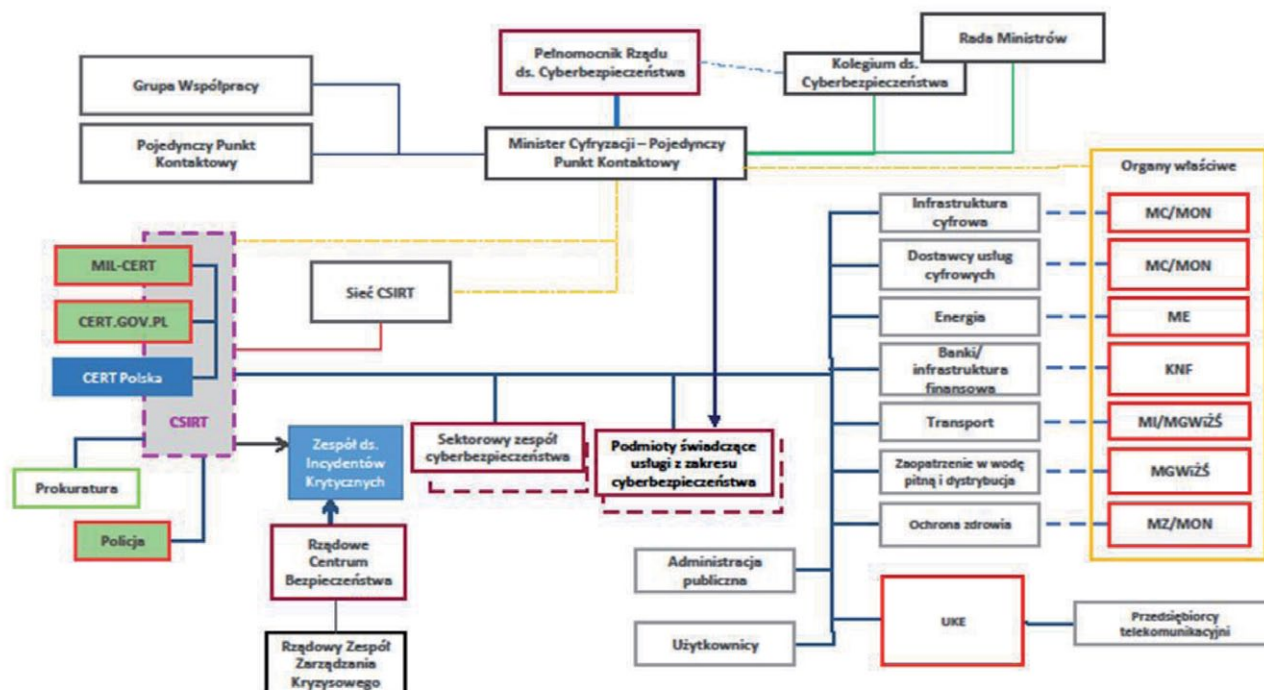 Rada Ministrów
Pełnomocnik Rządu
ds. Cyberbezpieczeństwa
Kolegium ds.
Cyberbezpieczeństwa
Grupa Współpracy
Pojedynczy Punkt
Kontaktowy
Minister Cyfryzacji – Pojedynczy
Punkt Kontaktowy
Organy właściwe
Infrastruktura
cyfrowa
MC/MON
Dostawcy usług
cyfrowych
MC/MON
Energia
ME
Banki/
infrastruktura
finansowa
KNF
Transport
MI/MGWiŻŚ
Zaopatrzenie w wodę
pitną i dystrybucja
MGWiŻŚ
Ochrona zdrowia
MZ/MON
MIL-CERT
CERT.GOV.PL
CERT Polska
CSIRT
Sieć CSIRT
Zespół ds.
Incydentów
Krytycznych
Sektorowy zespół
cyberbezpieczeństwa
Podmioty świadczące
usługi z zakresu
cyberbezpieczeństwa
Prokuratura
Policja
Rządowe
Centrum
Bezpieczeństwa
Rządowy Zespół
Zarządzania
Kryzysowego
Administracja
publiczna
Użytkownicy
UKE
Przedsiębiorcy
telekomunikacyjni